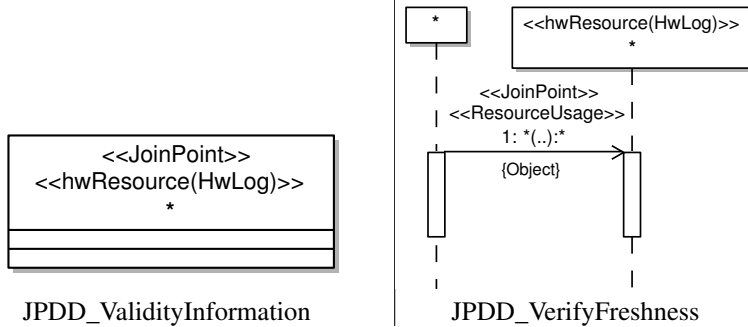 <<JoinPoint>>
<<hwResource(HwLog)>>
*
JPDD_ValidityInformation
*
<<hwResource(HwLog)>>
*
<<JoinPoint>>
<<ResourceUsage>>
1: *(..):*
{Object}
JPDD_VerifyFreshness